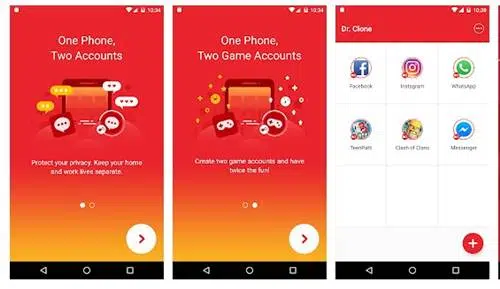 10:34
One Phone,
Two Accounts
Protect your privacy. Keep your home
and work lives separate.
10:34
One Phone,
Two Game Accounts
Create two game accounts and have
twice the fun!
10:39
Dr. Clone
Facebook
Instagram
WhatsApp
TeenPatti
Clash of Clans
Messenger